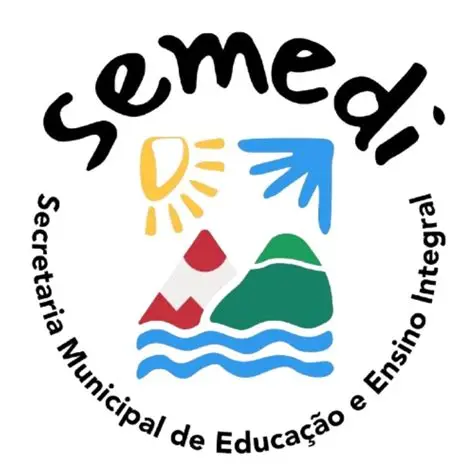 semedi
Secretaria Municipal de Educação e Ensino Integral